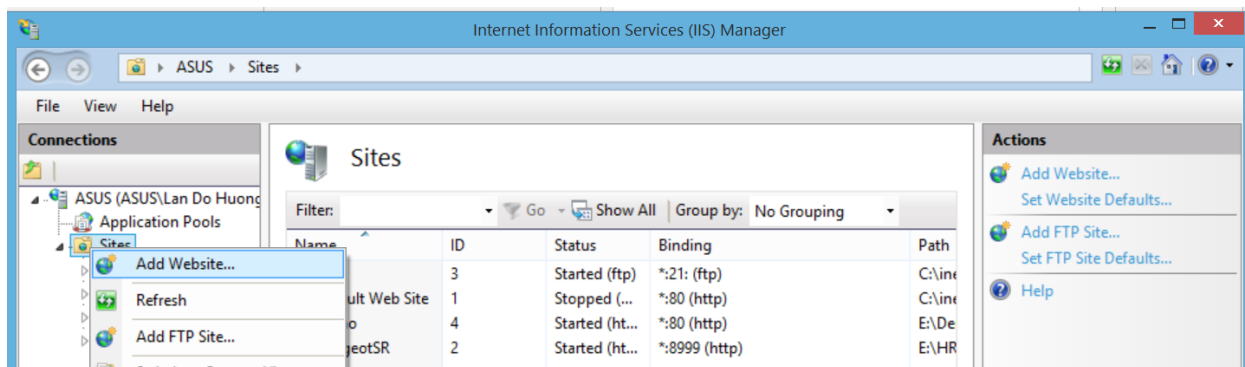 Internet Information Services (IIS) Manager
ASUS Sites
File View Help
Connections
ASUS (ASUS\Lan Do Huong
Application Pools
Sites
Add Website...
Refresh
Add FTP Site...
Sites
Filter: Go Show All Group by: No Grouping
Name ID Status Binding Path
3 Started (ftp) *:21: (ftp) C:\ine
ult Web Site 1 Stopped (... *:80 (http) C:\ine
o 4 Started (ht... *:80 (http) E:\De
geotSR 2 Started (ht... *:8999 (http) E:\HR
Actions
Add Website...
Set Website Defaults...
Add FTP Site...
Set FTP Site Defaults...
Help